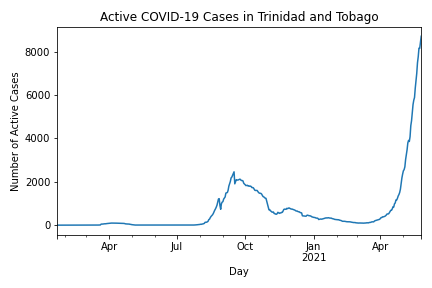 Active COVID-19 Cases in Trinidad and Tobago
8000
6000
4000
2000
0
Number of Active Cases
Apr
Jul
Oct
Jan
2021
Apr
Day